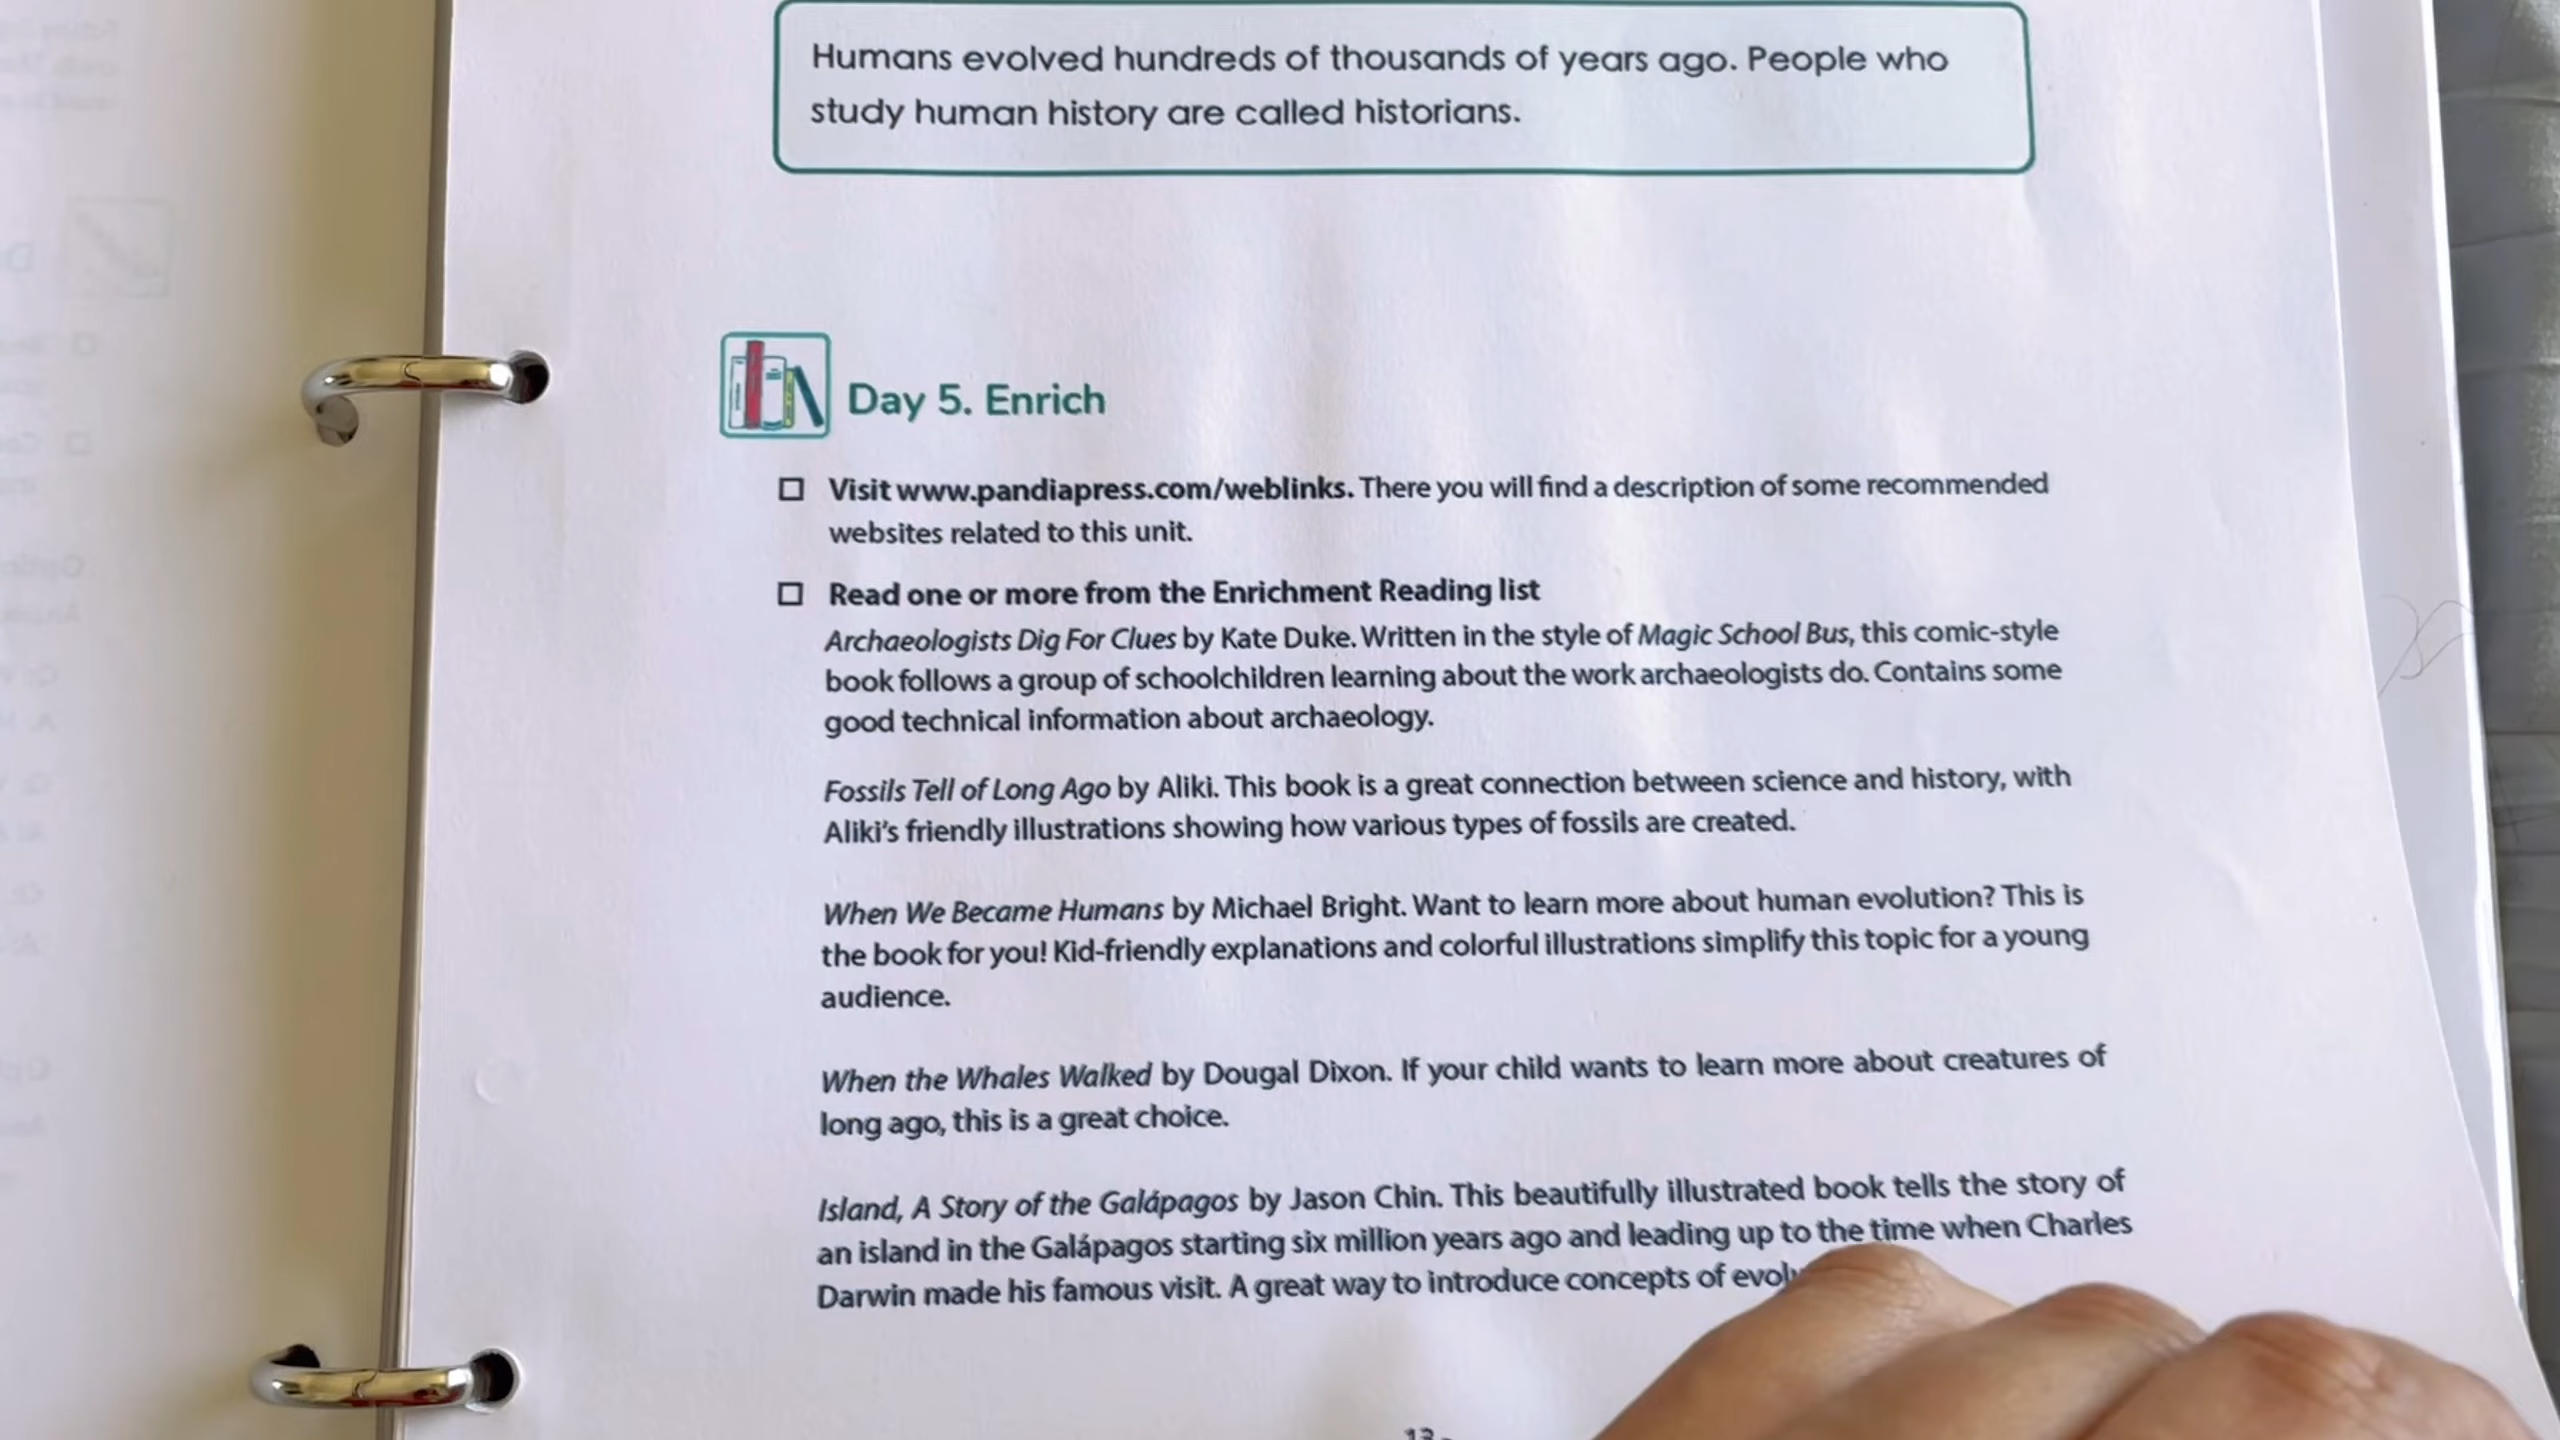 Humans evolved hundreds of thousands of years ago. People who
study human history are called historians.
Day 5. Enrich
Visit www.pandiapress.com/weblinks. There you will find a description of some recommended
websites related to this unit.
Read one or more from the Enrichment Reading list
Archaeologists Dig For Clues by Kate Duke. Written in the style of Magic School Bus, this comic-style
book follows a group of schoolchildren learning about the work archaeologists do. Contains some
good technical information about archaeology.
Fossils Tell of Long Ago by Aliki. This book is a great connection between science and history, with
Aliki's friendly illustrations showing how various types of fossils are created.
When We Became Humans by Michael Bright. Want to learn more about human evolution? This is
the book for you! Kid-friendly explanations and colorful illustrations simplify this topic for a young
audience.
When the Whales Walked by Dougal Dixon. If your child wants to learn more about creatures of
long ago, this is a great choice.
Island, A Story of the Galápagos by Jason Chin. This beautifully illustrated book tells the story of
an island in the Galápagos starting six million years ago and leading up to the time when Charles
Darwin made his famous visit. A great way to introduce concepts of